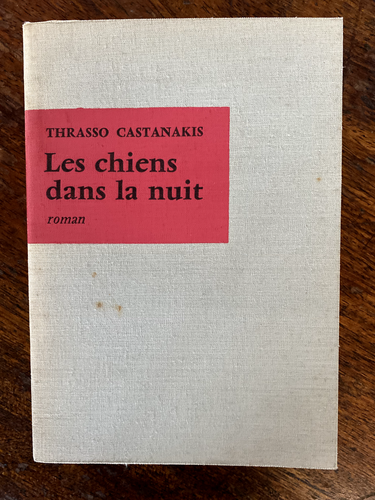 THRASSO CASTANAKIS
Les chiens
dans la nuit
roman